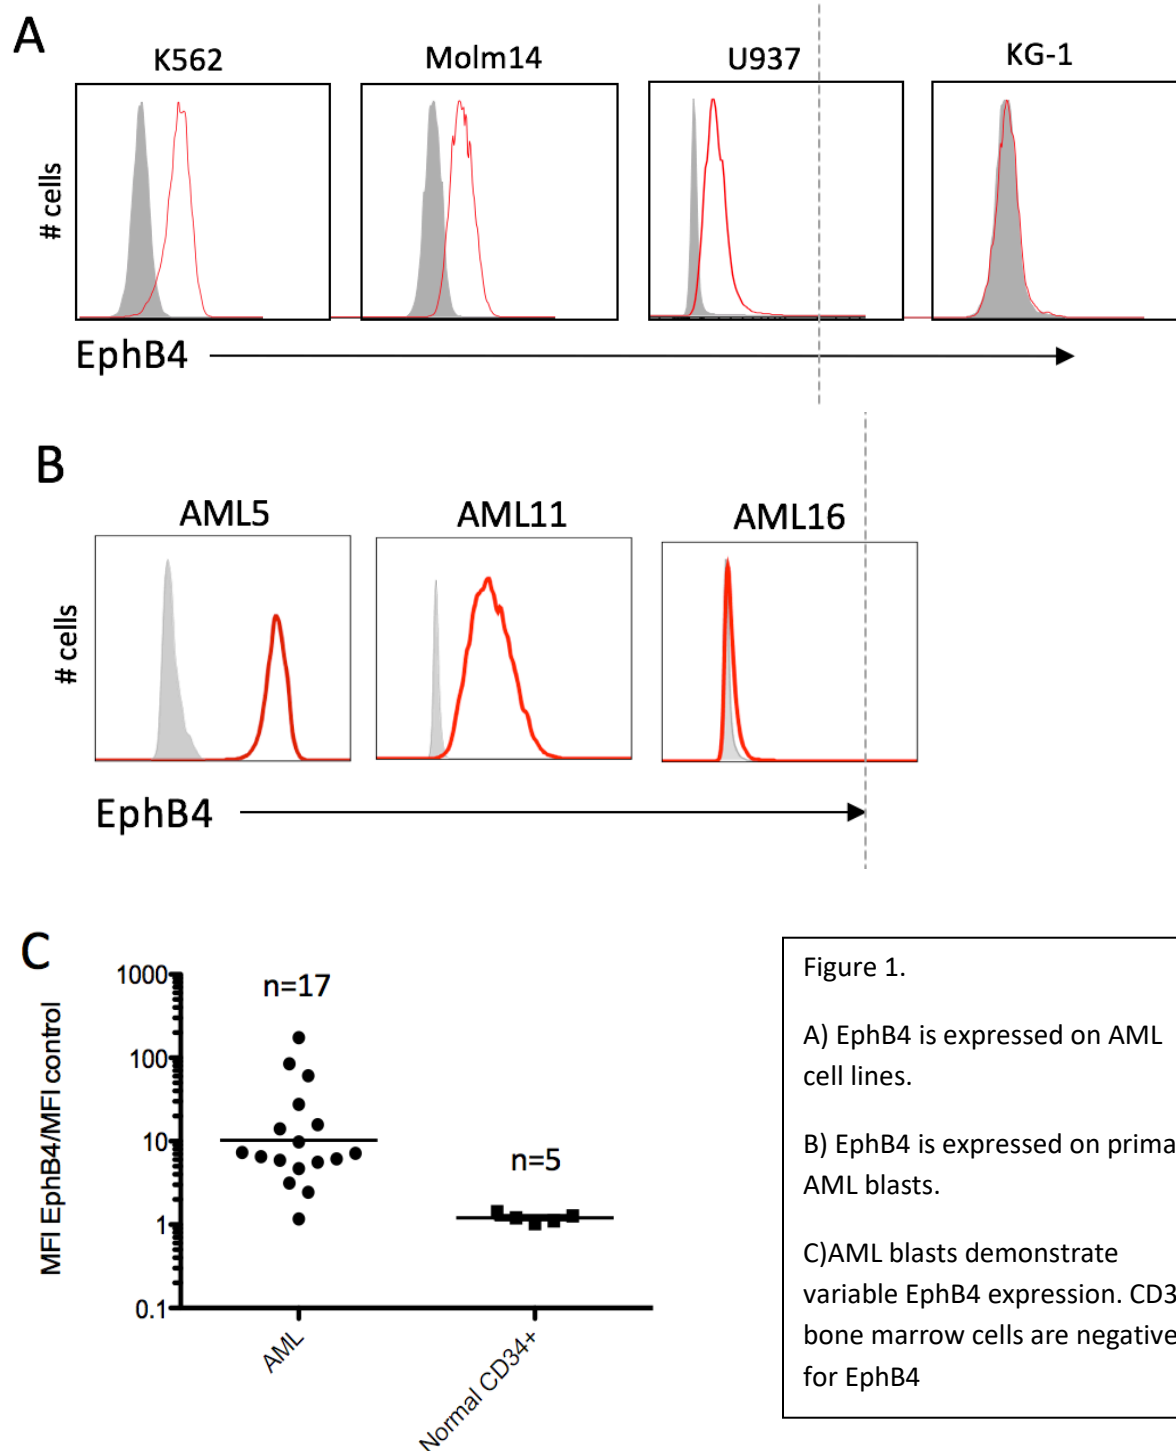 A
K562
Molm14
U937
KG-1
# cells
EphB4
B
AML5
AML11
AML16
# cells
EphB4
C
MFI EphB4/MFI control
1000
100
10
1
0.1
n=17
n=5
AML
Normal CD34+
Figure 1.
A) EphB4 is expressed on AML
cell lines.
B) EphB4 is expressed on
AML blasts.
C)AML blasts demonstrate
variable EphB4 expression.
bone marrow cells are negative
for EphB4